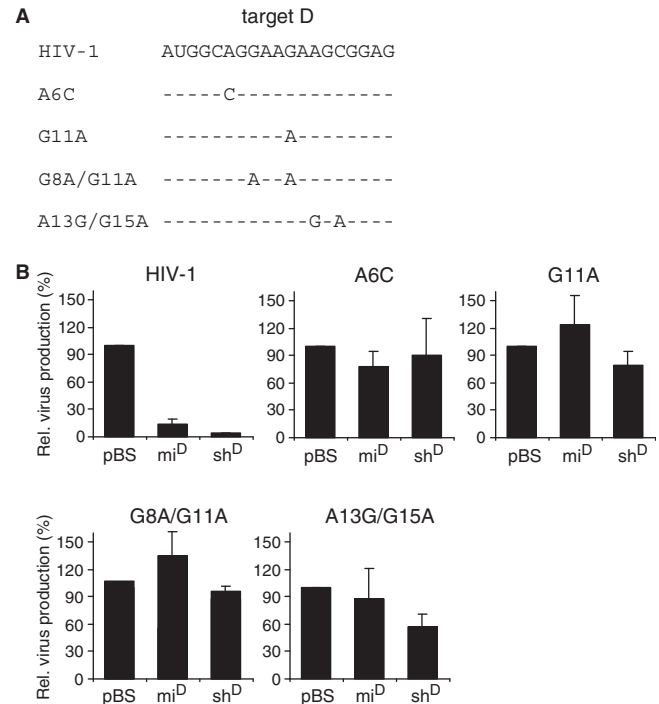 A target D
HIV-1 AUGGCAGGAAGAAGCGGAG
A6C -----C-------------
G11A ----------A--------
G8A/G11A -------A--A--------
A13G/G15A ------------G-A----
B
HIV-1
Rel. virus production (%)
150
120
90
60
30
0
pBS mi^D sh^D
A6C
150
120
90
60
30
0
pBS mi^D sh^D
G11A
150
120
90
60
30
0
pBS mi^D sh^D
G8A/G11A
Rel. virus production (%)
150
120
90
60
30
0
pBS mi^D sh^D
A13G/G15A
150
120
90
60
30
0
pBS mi^D sh^D